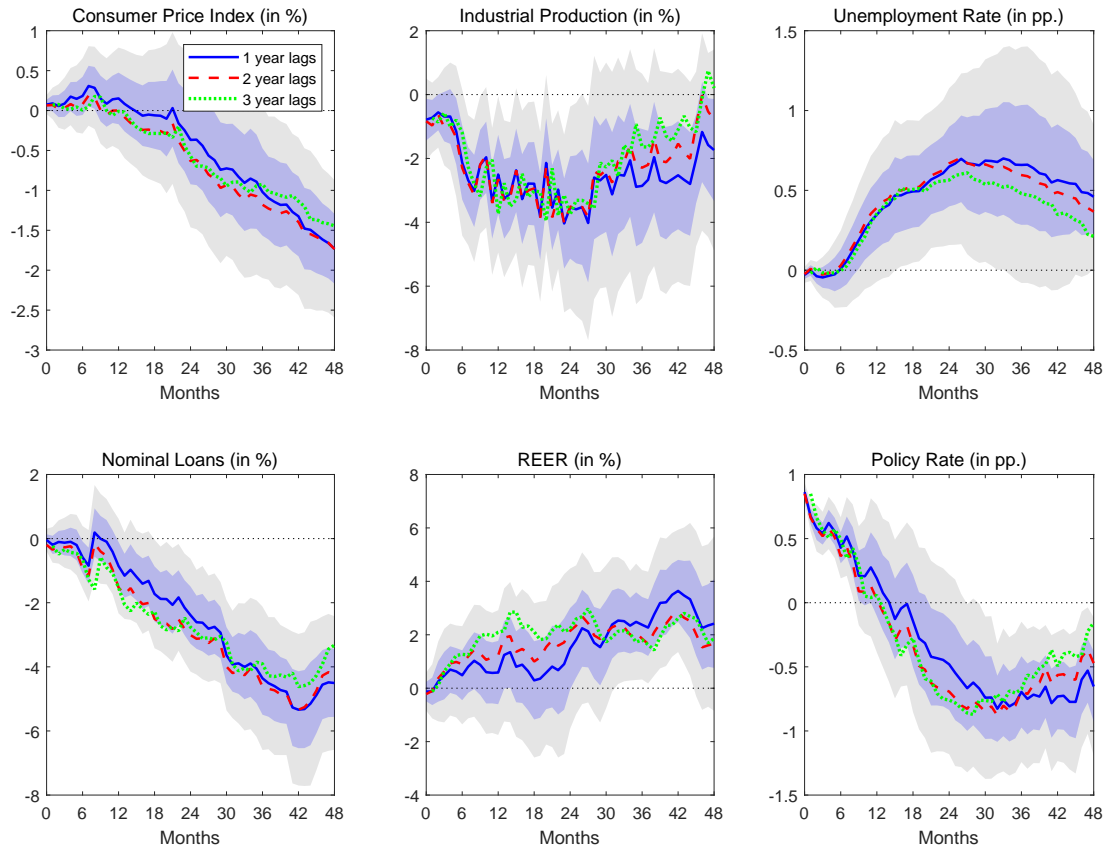 Consumer Price Index (in %)
1
0.5
0
-0.5
-1
-1.5
-2
-2.5
-3
0 6 12 18 24 30 36 42 48
Months
1 year lags
2 year lags
3 year lags
Industrial Production (in %)
2
0
-2
-4
-6
-8
0 6 12 18 24 30 36 42 48
Months
Unemployment Rate (in pp.)
1.5
1
0.5
0
-0.5
0 6 12 18 24 30 36 42 48
Months
Nominal Loans (in %)
2
0
-2
-4
-6
-8
0 6 12 18 24 30 36 42 48
Months
REER (in %)
8
6
4
2
0
-2
-4
0 6 12 18 24 30 36 42 48
Months
Policy Rate (in pp.)
1
0.5
0
-0.5
-1
-1.5
0 6 12 18 24 30 36 42 48
Months